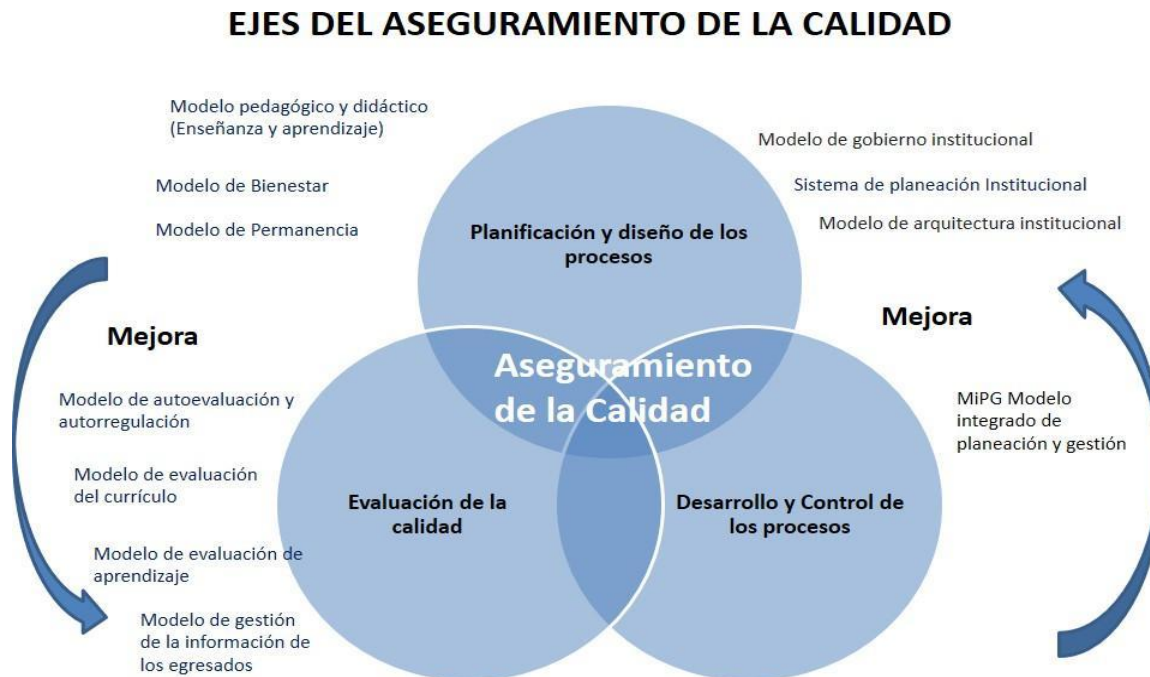 EJES DEL ASEGURAMIENTO DE LA CALIDAD
Modelo pedagógico y didáctico
(Enseñanza y aprendizaje)
Modelo de Bienestar
Modelo de Permanencia
Modelo de gobierno institucional
Sistema de planeación Institucional
Modelo de arquitectura institucional
Planificación y diseño de los
procesos
Mejora
Mejora
Aseguramiento
de la Calidad
Modelo de autoevaluación y
autorregulación
Modelo de evaluación
del currículo
Modelo de evaluación de
aprendizaje
Modelo de gestión
de la información de
los egresados
Evaluación de la
calidad
Desarrollo y Control de
los procesos
MiPG Modelo
integrado de
planeación y gestión